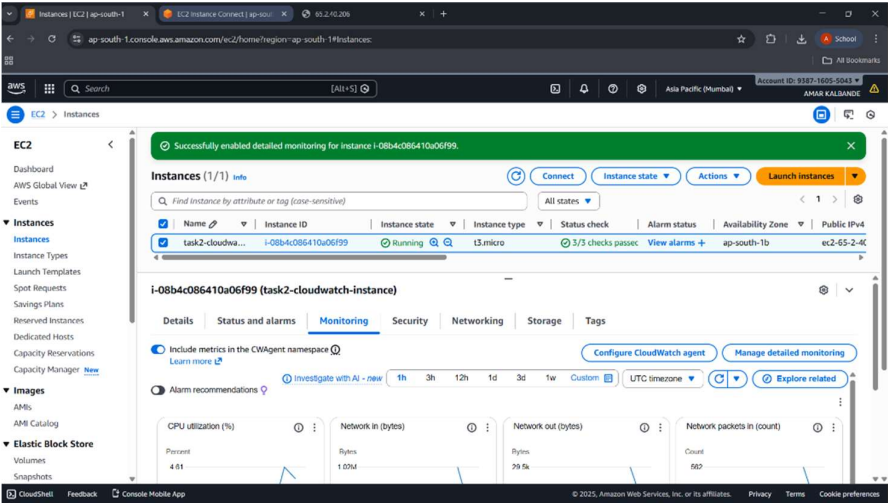 Instances | EC2 | ap-south-1
EC2 Instance Connect | ap-sou
65.2.40.206
ap-south-1.console.aws.amazon.com/ec2/home?region=ap-south-1#Instances:
School
All Bookmarks
aws
Search
[Alt+S]
Asia Pacific (Mumbai)
Account ID: 9387-1605-5043
AMAR KALBANDE
EC2 > Instances
EC2
Dashboard
AWS Global View
Events
Instances
Instances
Instance Types
Launch Templates
Spot Requests
Savings Plans
Reserved Instances
Dedicated Hosts
Capacity Reservations
Capacity Manager New
Images
AMIs
AMI Catalog
Elastic Block Store
Volumes
Snapshots
Successfully enabled detailed monitoring for instance i-08b4c086410a06f99.
Instances (1/1) Info
Connect
Instance state
Actions
Launch instances
Find Instance by attribute or tag (case-sensitive)
All states
1
Name
Instance ID
Instance state
Instance type
Status check
Alarm status
Availability Zone
Public IPv4
task2-cloudwa...
i-08b4c086410a06f99
Running
t3.micro
3/3 checks passec
View alarms +
ap-south-1b
ec2-65-2-40
i-08b4c086410a06f99 (task2-cloudwatch-instance)
Details
Status and alarms
Monitoring
Security
Networking
Storage
Tags
Include metrics in the CWAgent namespace
Learn more
Configure CloudWatch agent
Manage detailed monitoring
Investigate with AI - new
1h
3h
12h
1d
3d
1w
Custom
UTC timezone
Explore related
Alarm recommendations
CPU utilization (%)
Percent
4.61
Network in (bytes)
Bytes
1.02M
Network out (bytes)
Bytes
29.5k
Network packets in (count)
Count
562
CloudShell
Feedback
Console Mobile App
© 2025, Amazon Web Services, Inc. or its affiliates.
Privacy
Terms
Cookie preferences